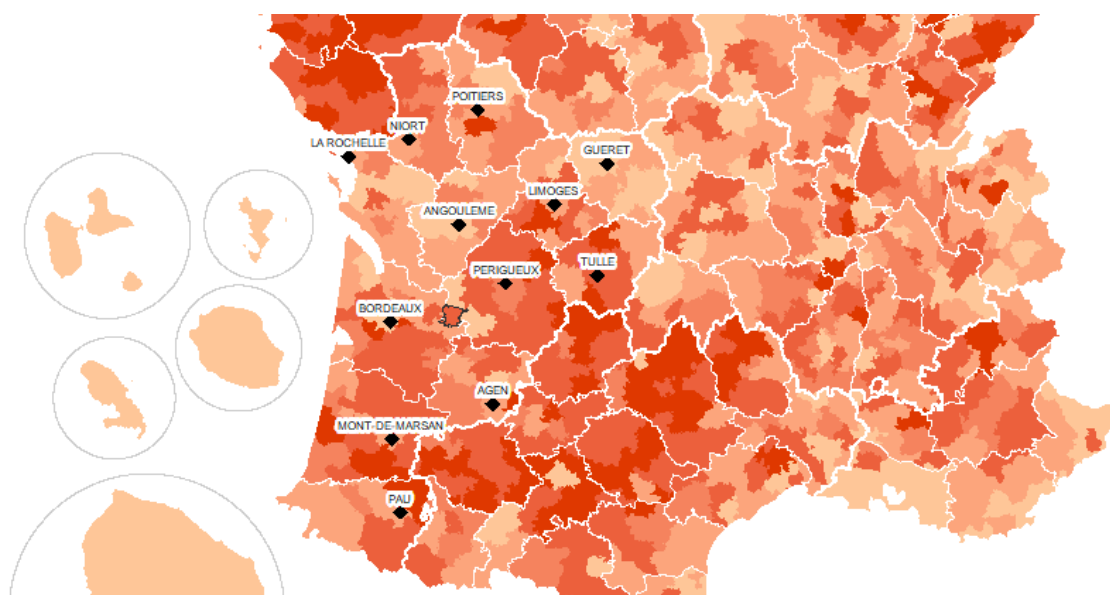 POITIERS
NIORT
LA ROCHELLE
GUERET
LIMOGES
ANGOULEME
TULLE
PERIGUEUX
BORDEAUX
AGEN
MONT-DE-MARSAN
PAU